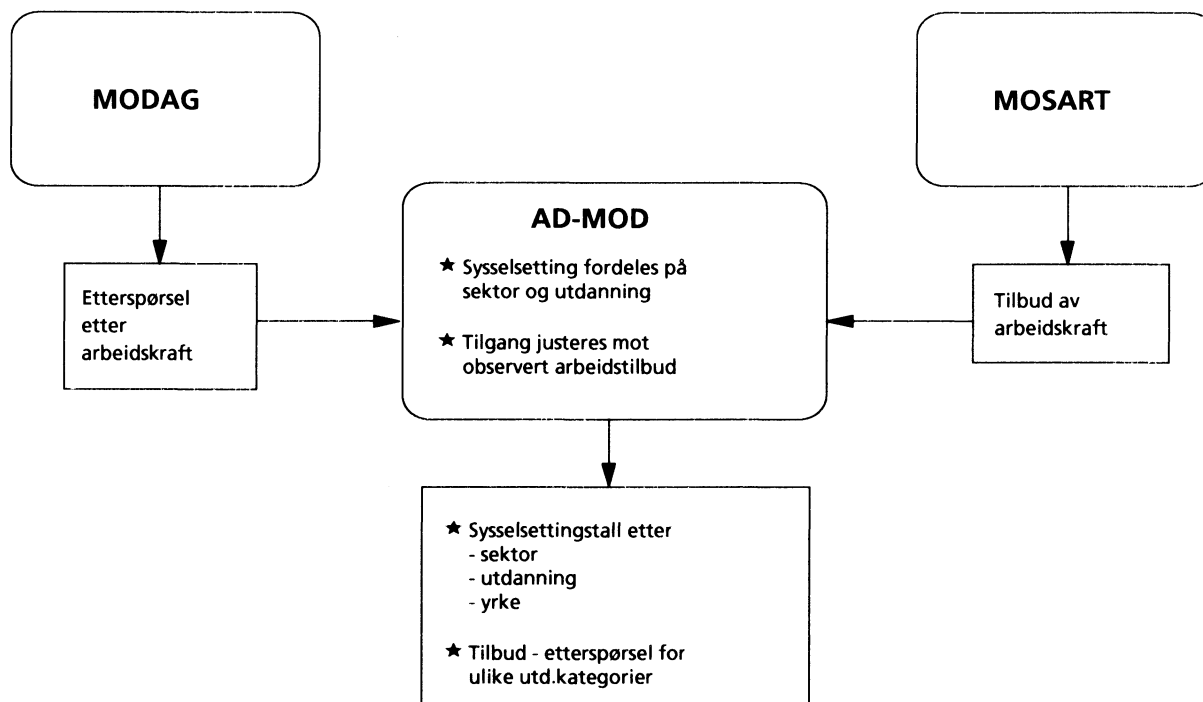 MODAG
MOSART
Etterspørsel
etter
arbeidskraft
AD-MOD
★ Sysselsetting fordeles på
sektor og utdanning
★ Tilgang justeres mot
observert arbeidstilbud
Tilbud av
arbeidskraft
★ Sysselsettingstall etter
- sektor
- utdanning
- yrke
★ Tilbud - etterspørsel for
ulike utd.kategorier